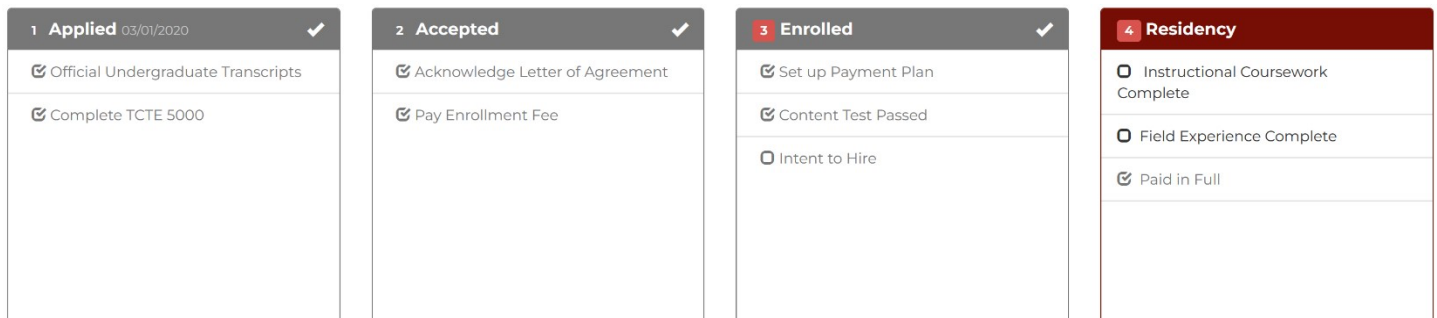 1 Applied 03/01/2020
Official Undergraduate Transcripts
Complete TCTE 5000
2 Accepted
Acknowledge Letter of Agreement
Pay Enrollment Fee
3 Enrolled
Set up Payment Plan
Content Test Passed
Intent to Hire
4 Residency
Instructional Coursework
Complete
Field Experience Complete
Paid in Full